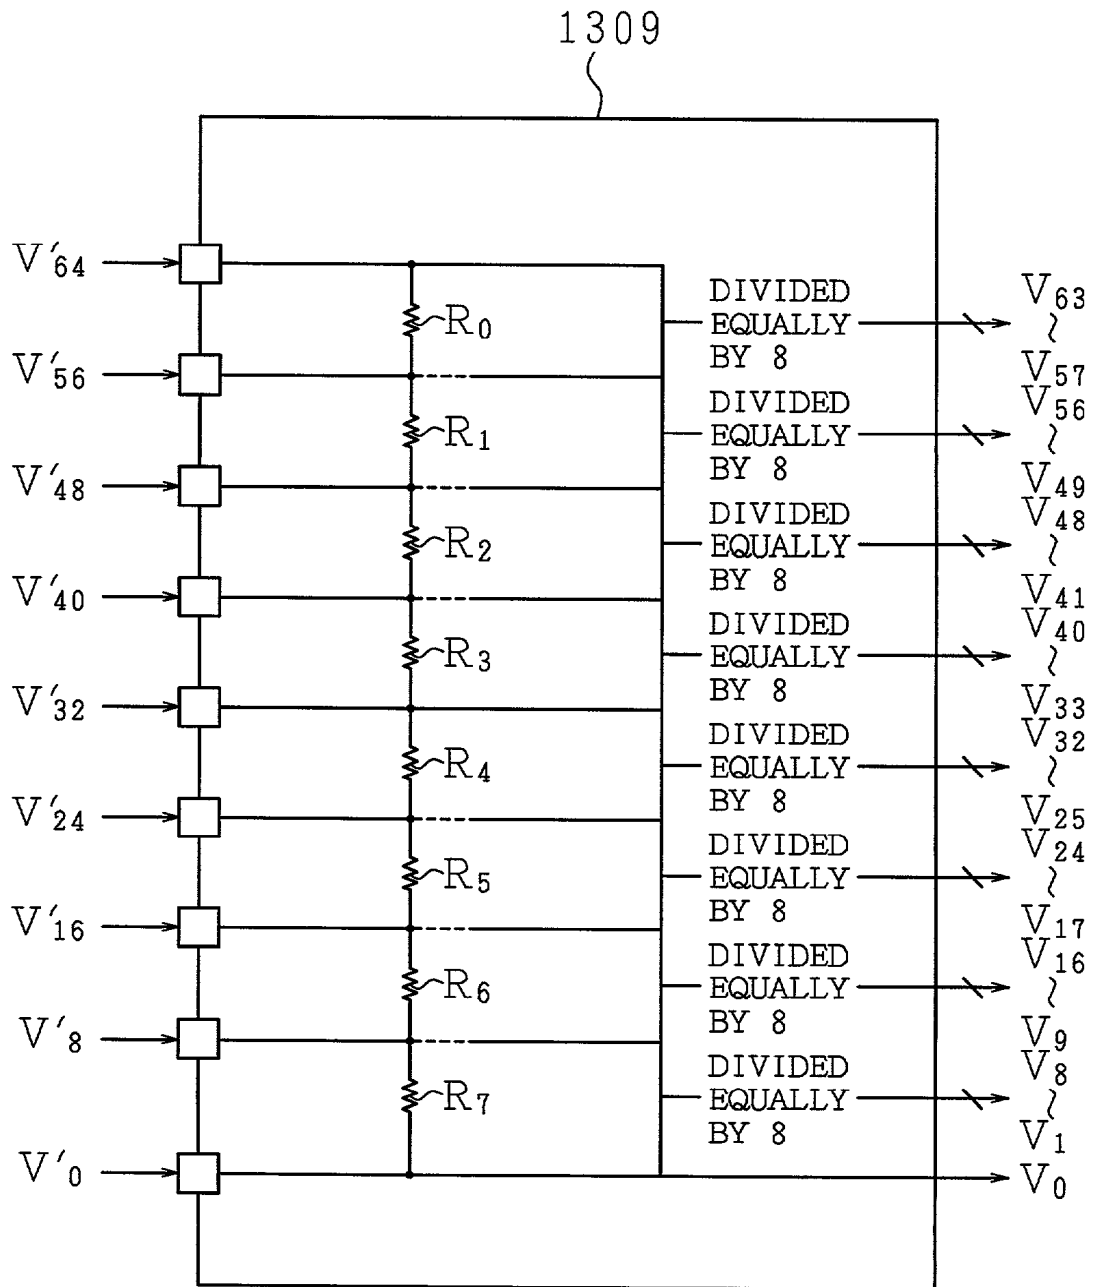 1309
V'64
V'56
V'48
V'40
V'32
V'24
V'16
V'8
V'0
R0
R1
R2
R3
R4
R5
R6
R7
DIVIDED
EQUALLY
BY 8
DIVIDED
EQUALLY
BY 8
DIVIDED
EQUALLY
BY 8
DIVIDED
EQUALLY
BY 8
DIVIDED
EQUALLY
BY 8
DIVIDED
EQUALLY
BY 8
DIVIDED
EQUALLY
BY 8
DIVIDED
EQUALLY
BY 8
V63
~
V57
V56
~
V49
V48
~
V41
V40
~
V33
V32
~
V25
V24
~
V17
V16
~
V9
V8
~
V1
V0